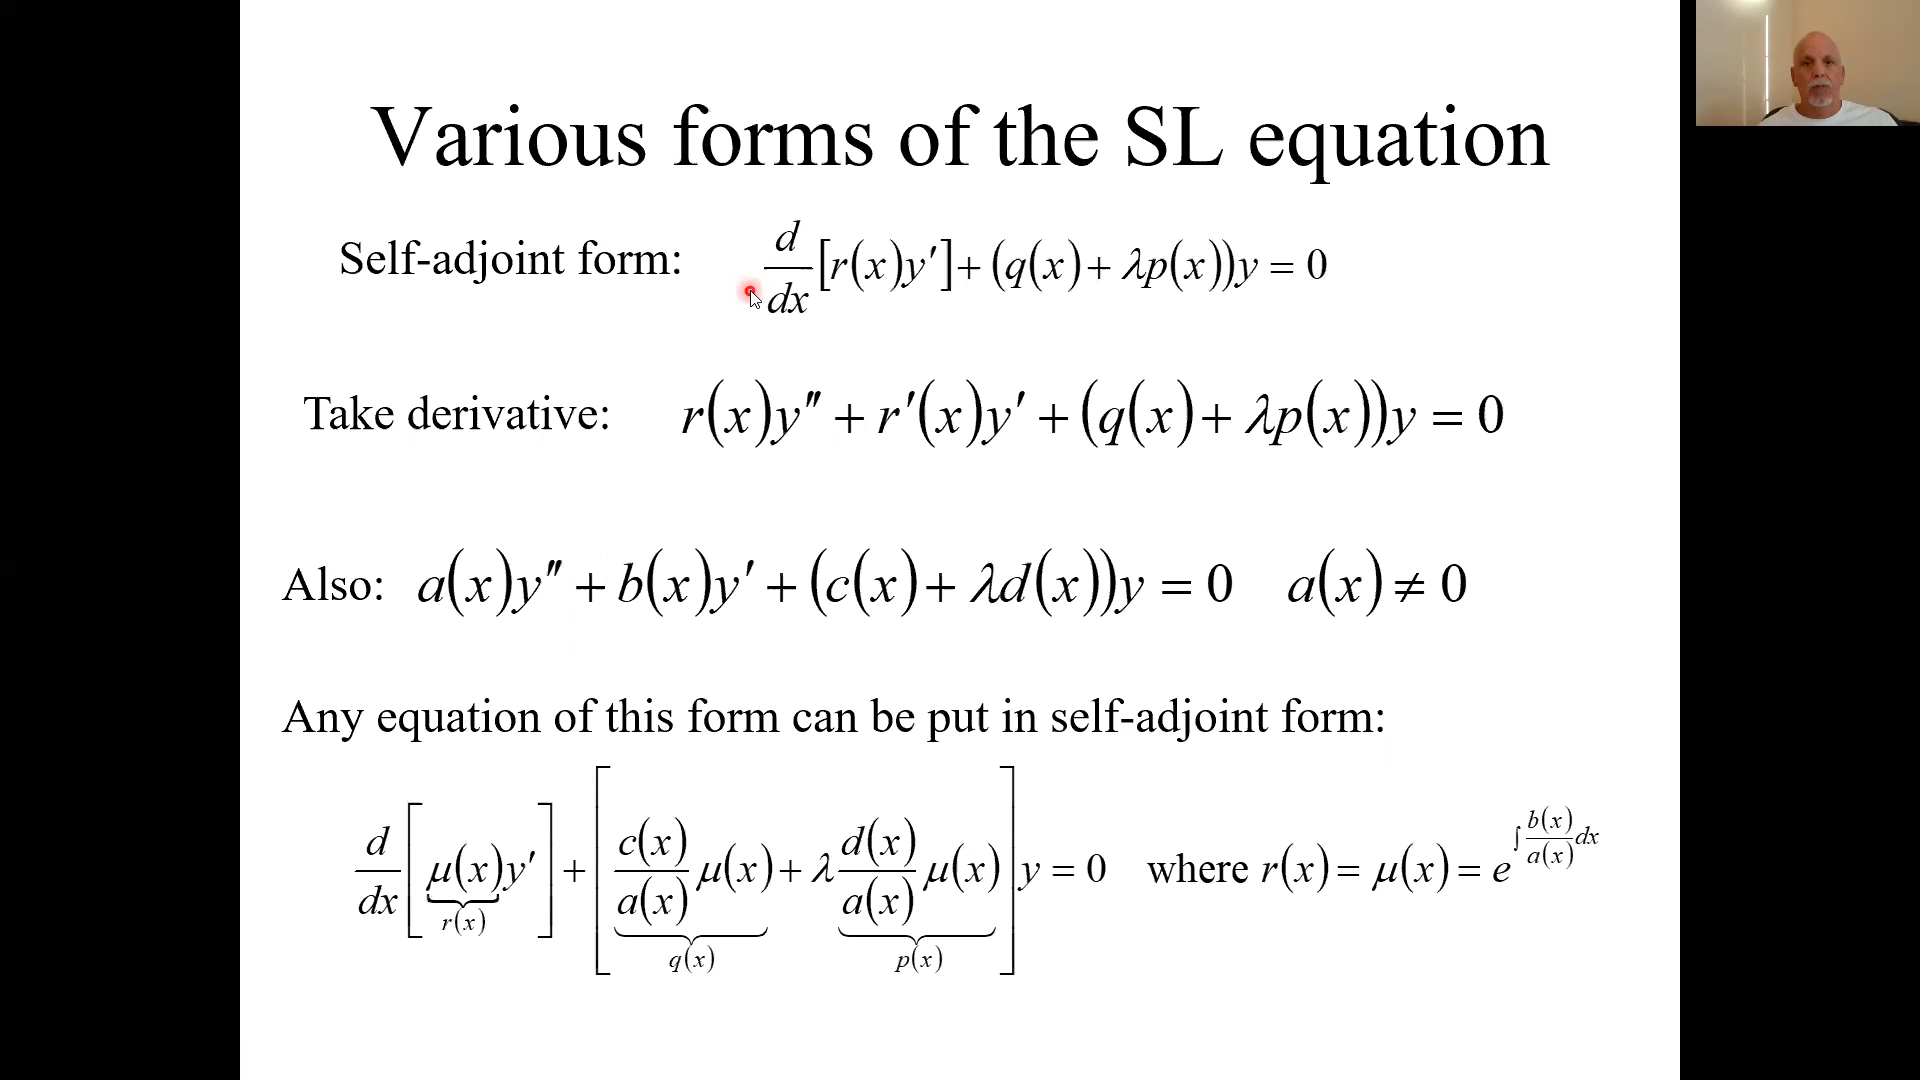 Various forms of the SL equation
Self-adjoint form: d/dx [r(x)y′] + (q(x) + λp(x))y = 0
Take derivative: r(x)y″ + r′(x)y′ + (q(x) + λp(x))y = 0
Also: a(x)y″ + b(x)y′ + (c(x) + λd(x))y = 0 a(x) ≠ 0
Any equation of this form can be put in self-adjoint form:
d/dx [μ(x)y′] + [c(x)/a(x) μ(x) + λ d(x)/a(x) μ(x)] y = 0 where r(x) = μ(x) = e^(∫ b(x)/a(x) dx)
r(x) q(x) p(x)